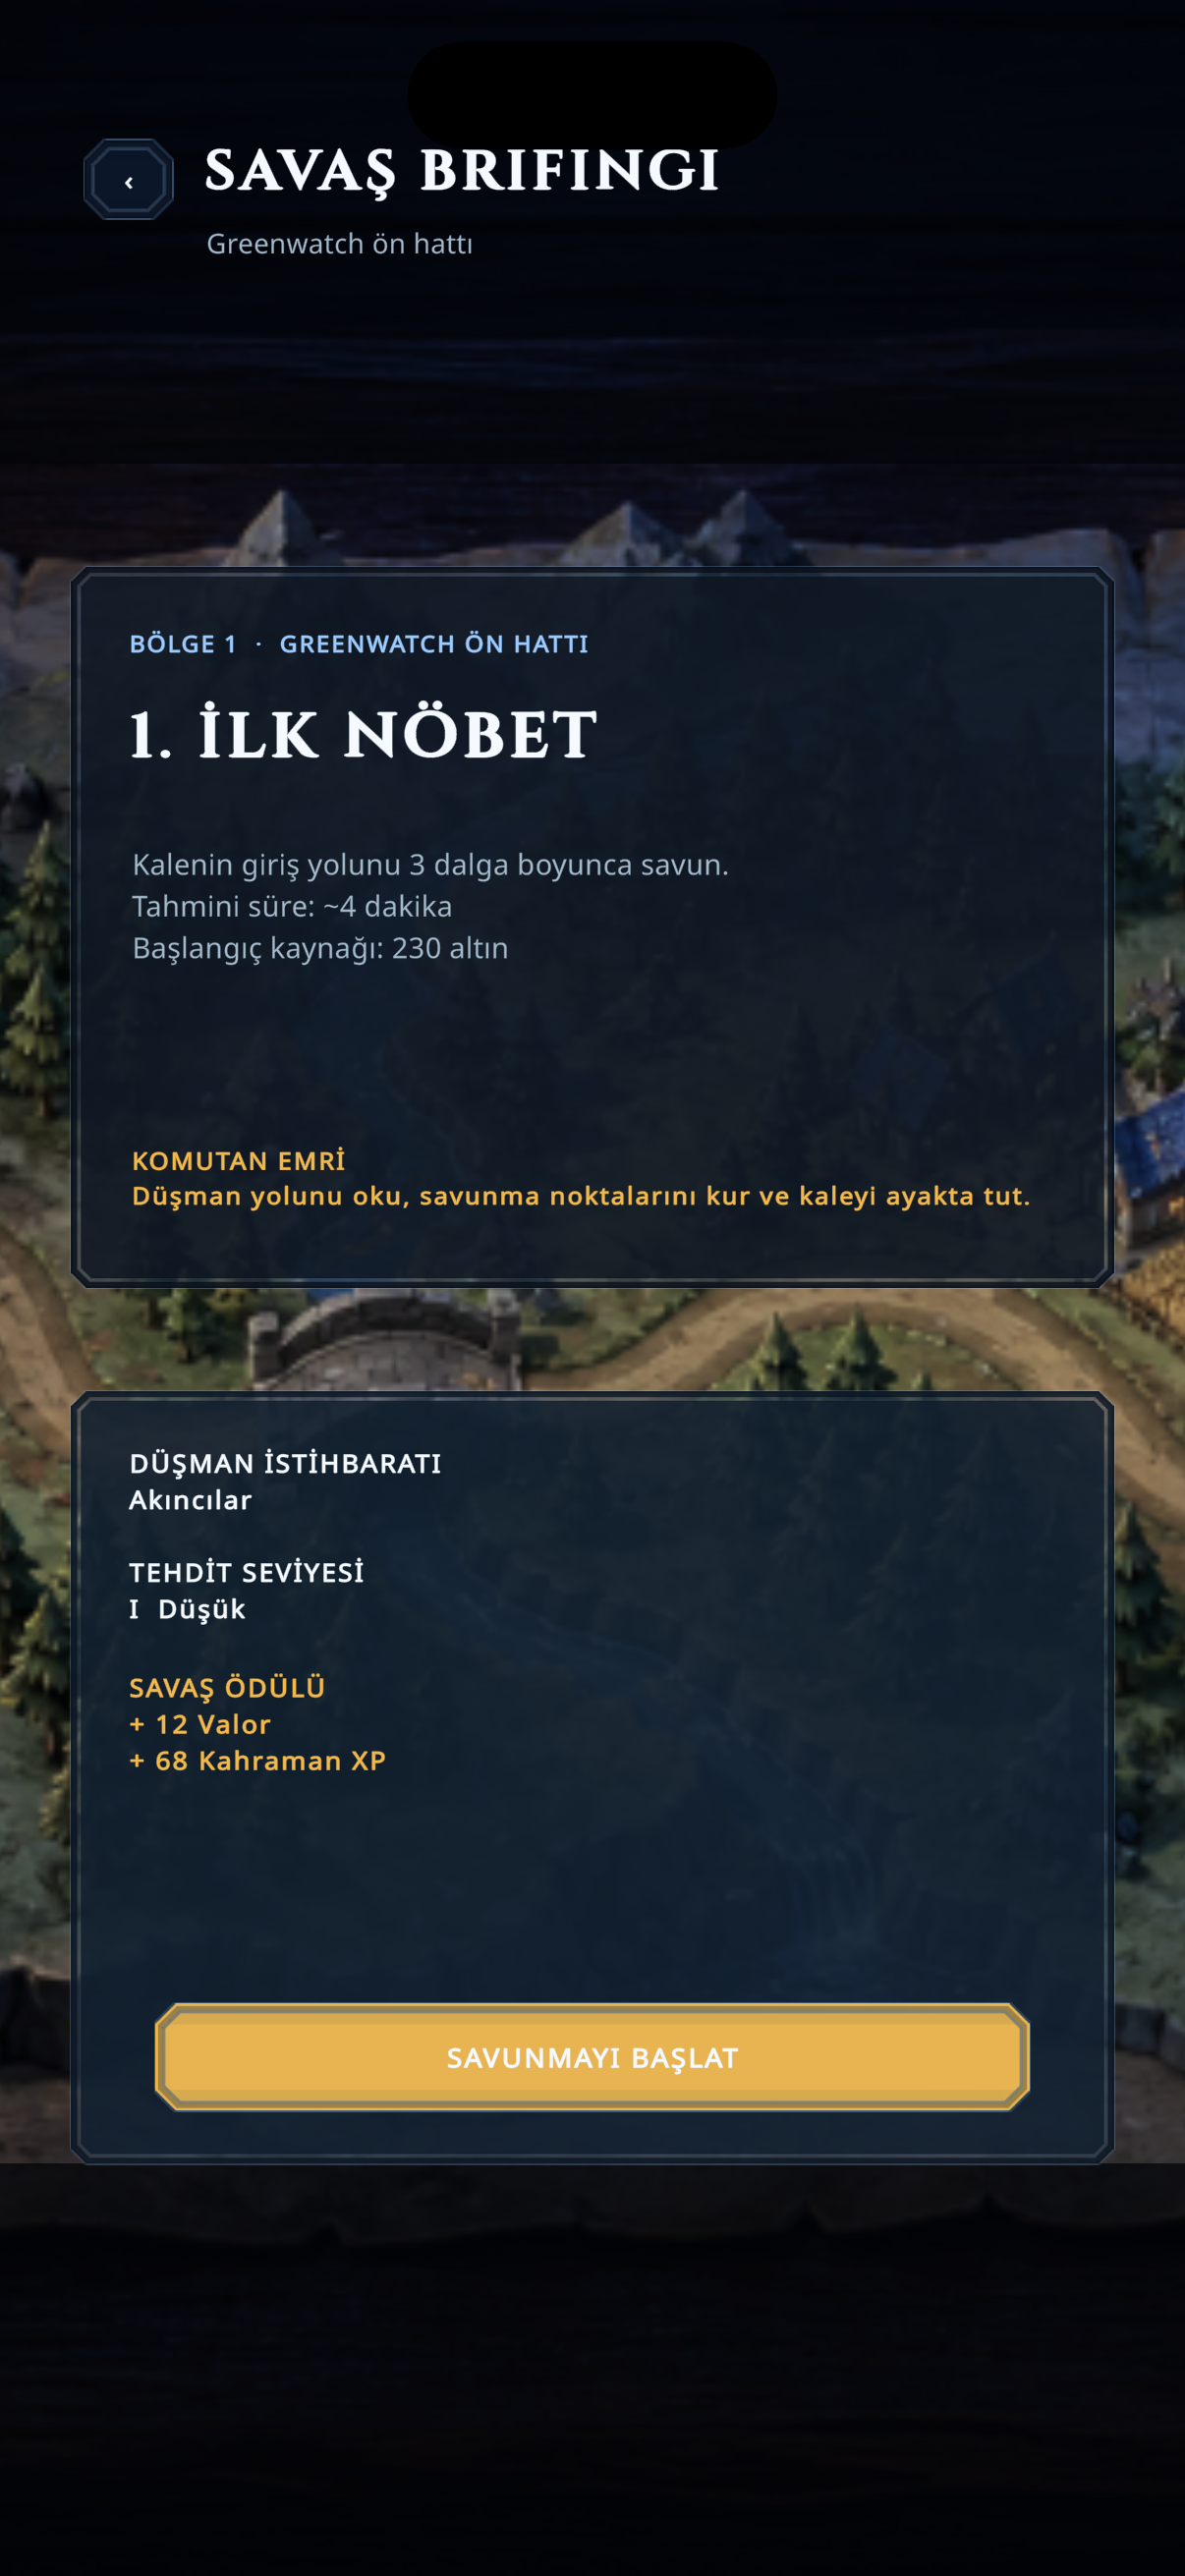 ‹
SAVAŞ BRIFINGI
Greenwatch ön hattı
BÖLGE 1 · GREENWATCH ÖN HATTI
1. İLK NÖBET
Kalenin giriş yolunu 3 dalga boyunca savun.
Tahmini süre: ~4 dakika
Başlangıç kaynağı: 230 altın
KOMUTAN EMRİ
Düşman yolunu oku, savunma noktalarını kur ve kaleyi ayakta tut.
DÜŞMAN İSTİHBARATI
Akıncılar
TEHDİT SEVİYESİ
I Düşük
SAVAŞ ÖDÜLÜ
+ 12 Valor
+ 68 Kahraman XP
SAVUNMAYI BAŞLAT